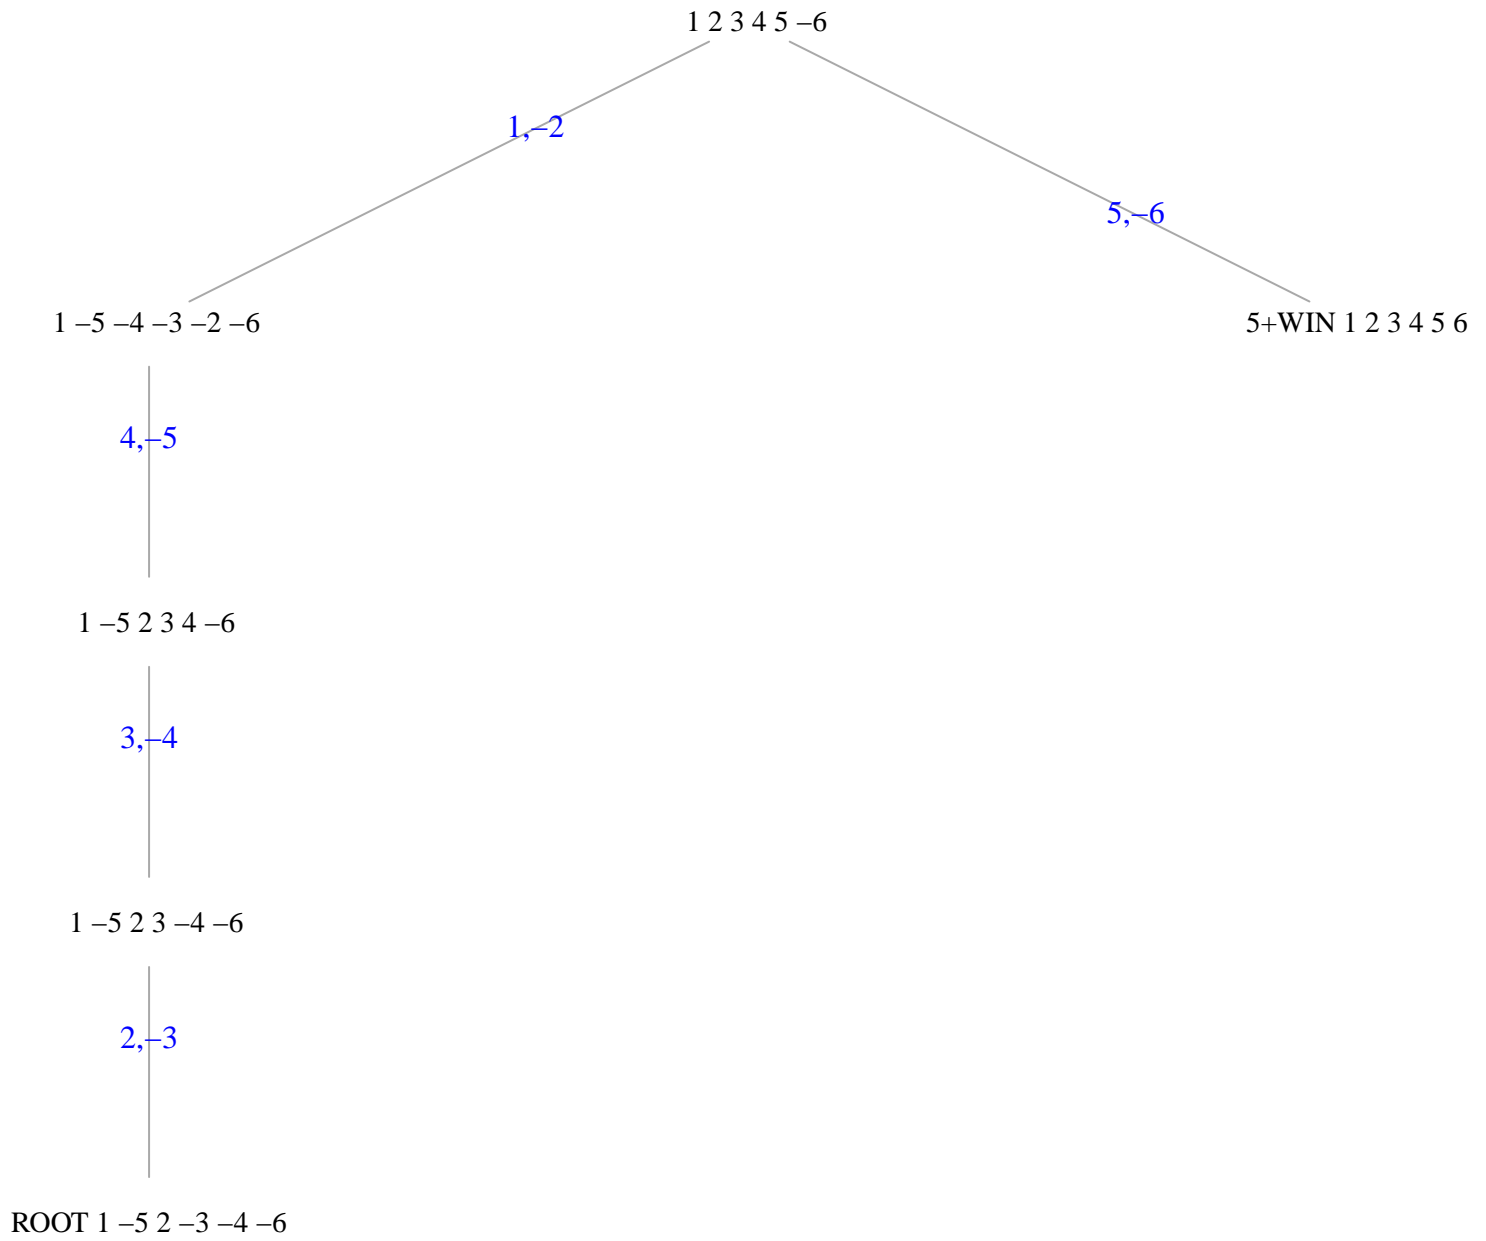 1 2 3 4 5 –6
1,–2
5,–6
1 –5 –4 –3 –2 –6
5+WIN 1 2 3 4 5 6
4,–5
1 –5 2 3 4 –6
3,–4
1 –5 2 3 –4 –6
2,–3
ROOT 1 –5 2 –3 –4 –6